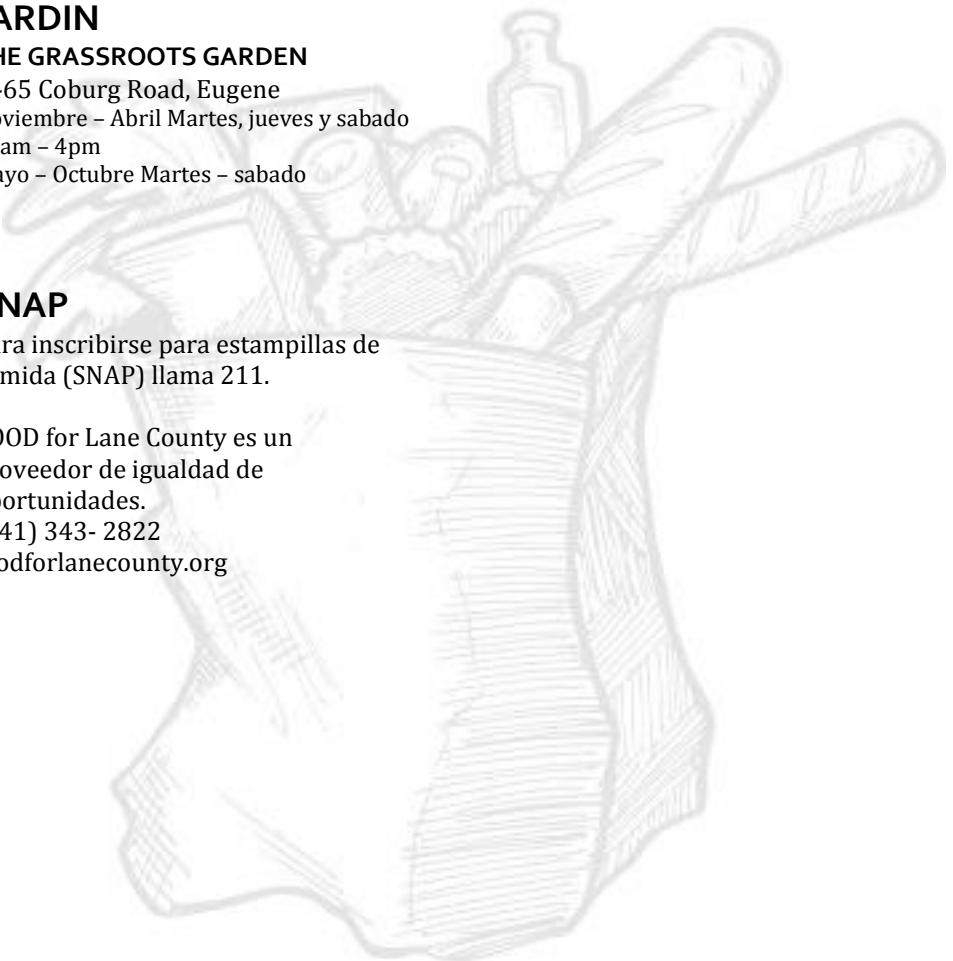 ARDIN
HE GRASSROOTS GARDEN
65 Coburg Road, Eugene
oviembre – Abril Martes, jueves y sabado
am – 4pm
ayo – Octubre Martes – sabado
NAP
ra inscribirse para estampillas de
mida (SNAP) llama 211.
OOD for Lane County es un
oveedor de igualdad de
portunidades.
41) 343- 2822
odforlanecounty.org